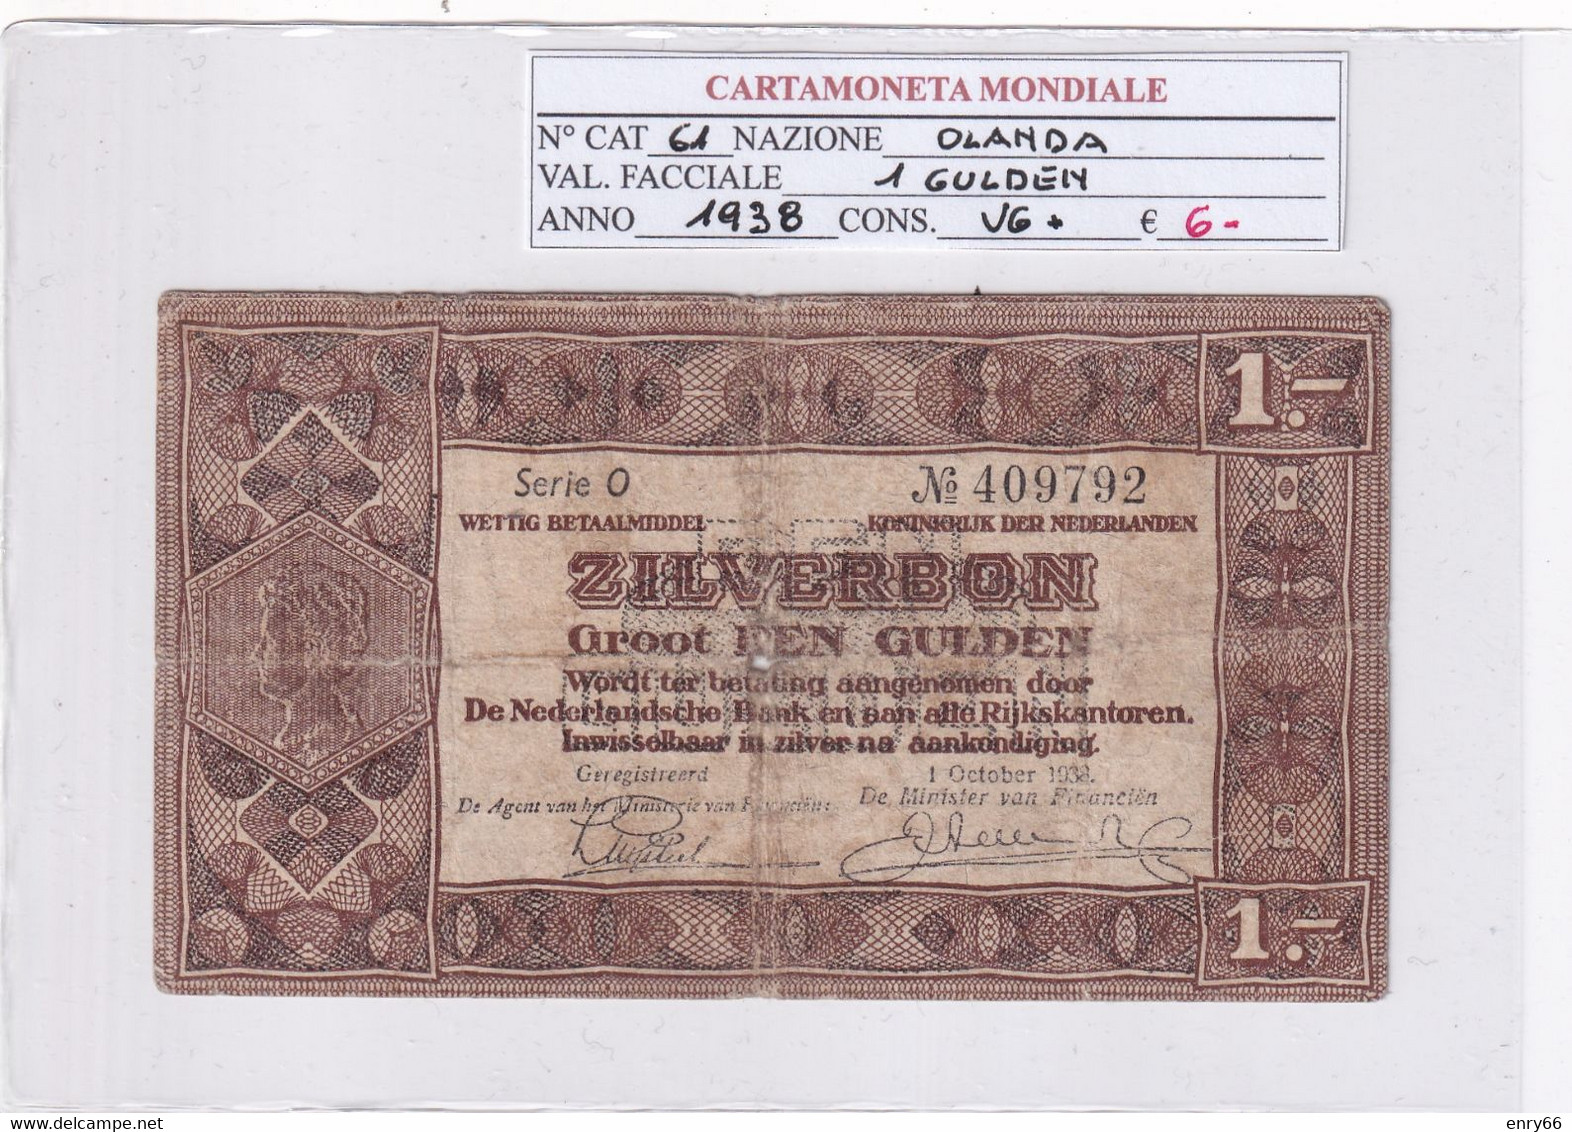 CARTAMONETA MONDIALE
N° CAT 61 NAZIONE OLANDA
VAL. FACCIALE 1 GULDEN
ANNO 1938 CONS. VG + € 6-
1.-
Serie O № 409792
WETTIG BETAALMIDDEL KONINKRIJK DER NEDERLANDEN
ZILVERBON
Groot EEN GULDEN
Wordt ter betaling aangenomen door
De Nederlandsche Bank en aan alle Rijkskantoren.
Inwisselbaar in zilver na aankondiging.
Geregistreerd 1 October 1938.
De Agent van het Ministerie van Financiën, De Minister van Financiën
1.-
delcampe.net
enry66